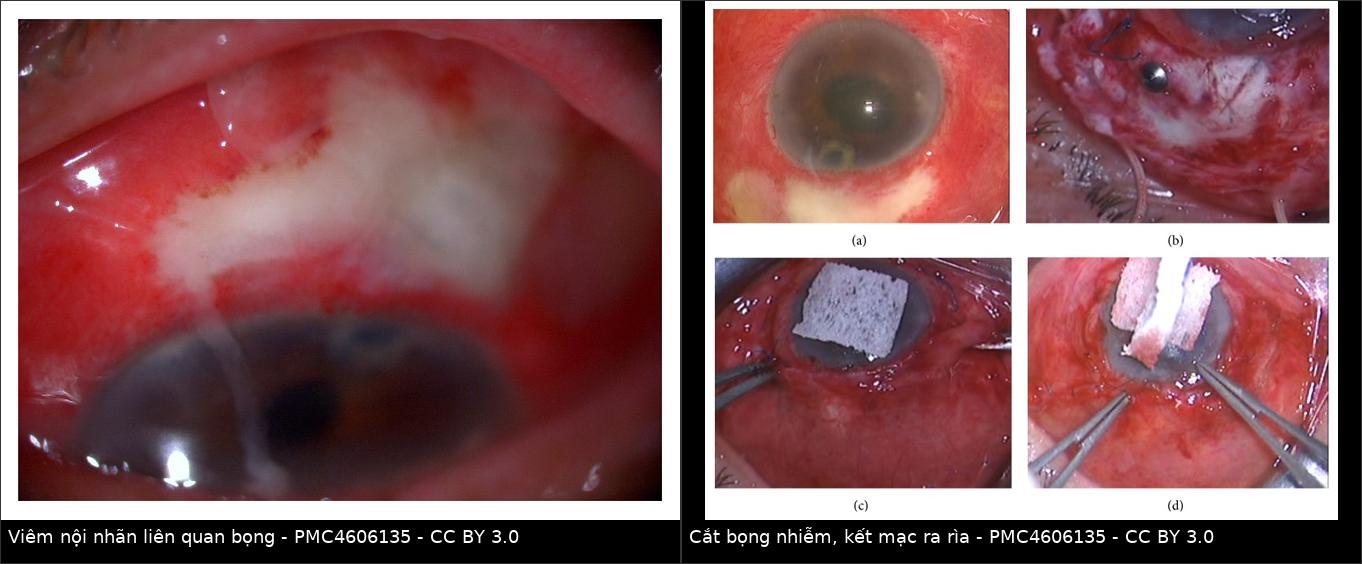 (a)
(b)
(c)
(d)
Viêm nội nhãn liên quan bọng - PMC4606135 - CC BY 3.0
Cắt bọng nhiễm, kết mạc ra rìa - PMC4606135 - CC BY 3.0